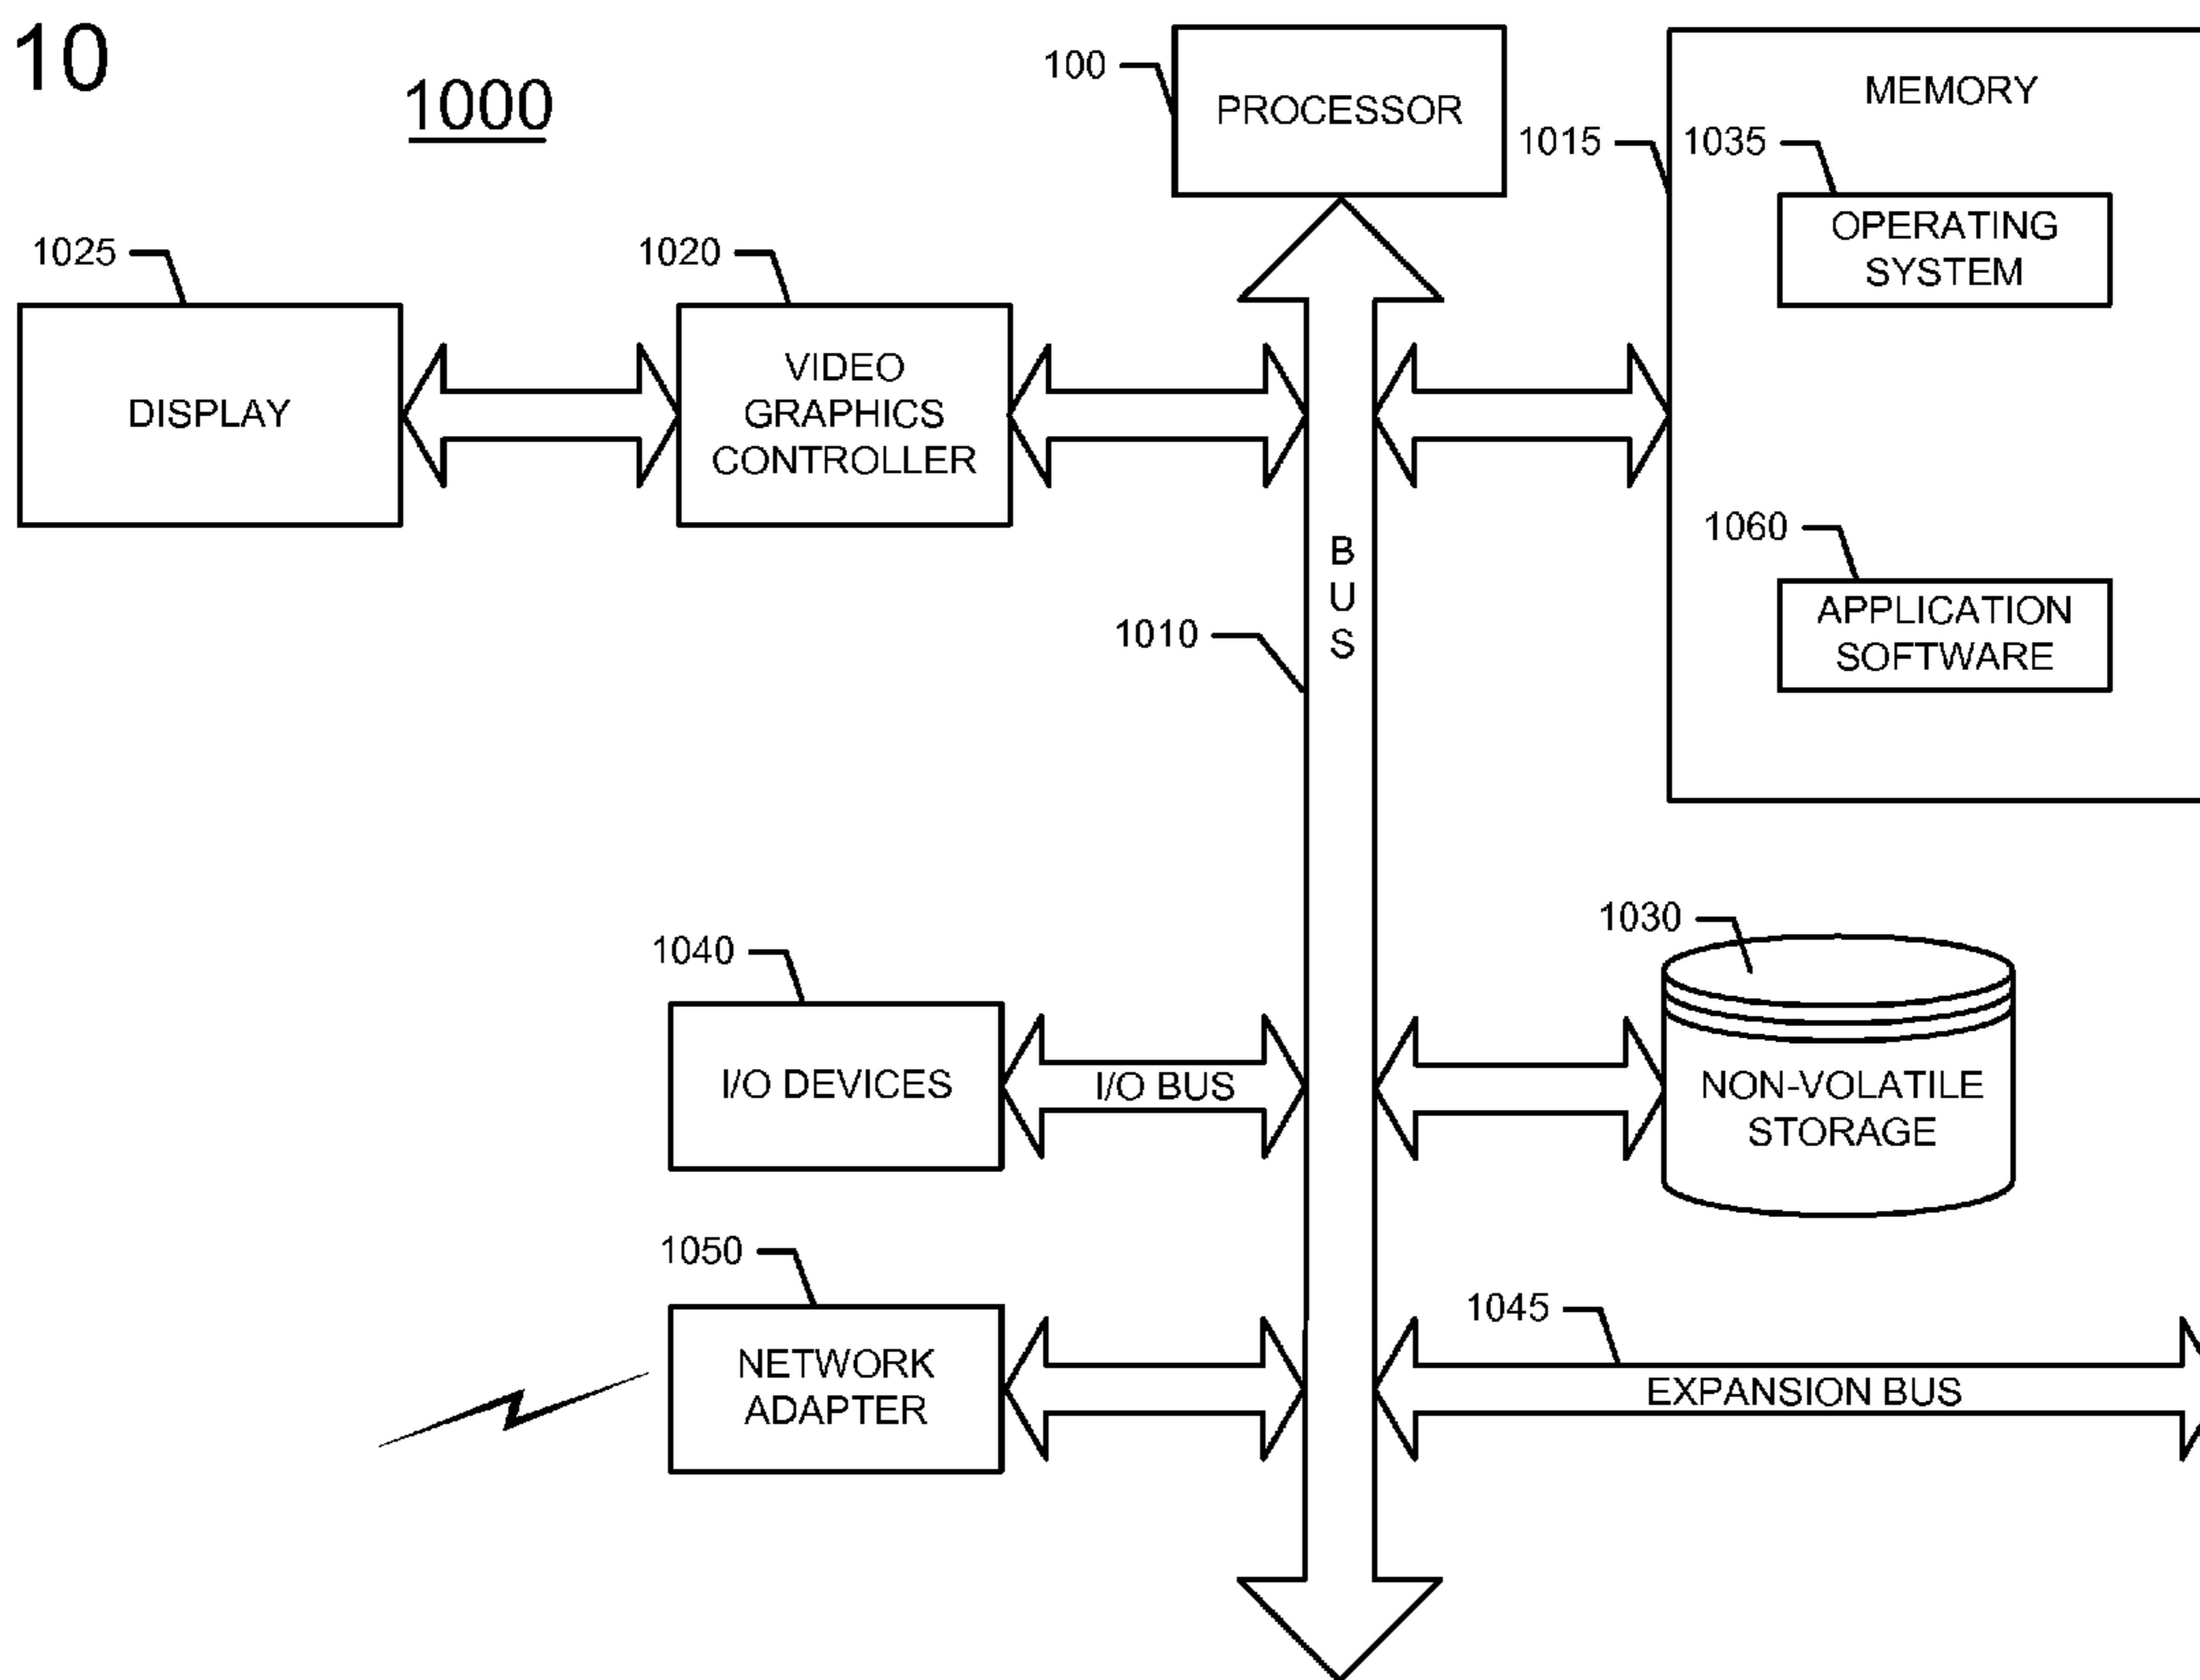 10
1000
100
PROCESSOR
MEMORY
1015
1035
OPERATING
SYSTEM
1025
DISPLAY
1020
VIDEO
GRAPHICS
CONTROLLER
B
U
S
1010
1060
APPLICATION
SOFTWARE
1040
I/O DEVICES
I/O BUS
1030
NON-VOLATILE
STORAGE
1050
NETWORK
ADAPTER
1045
EXPANSION BUS